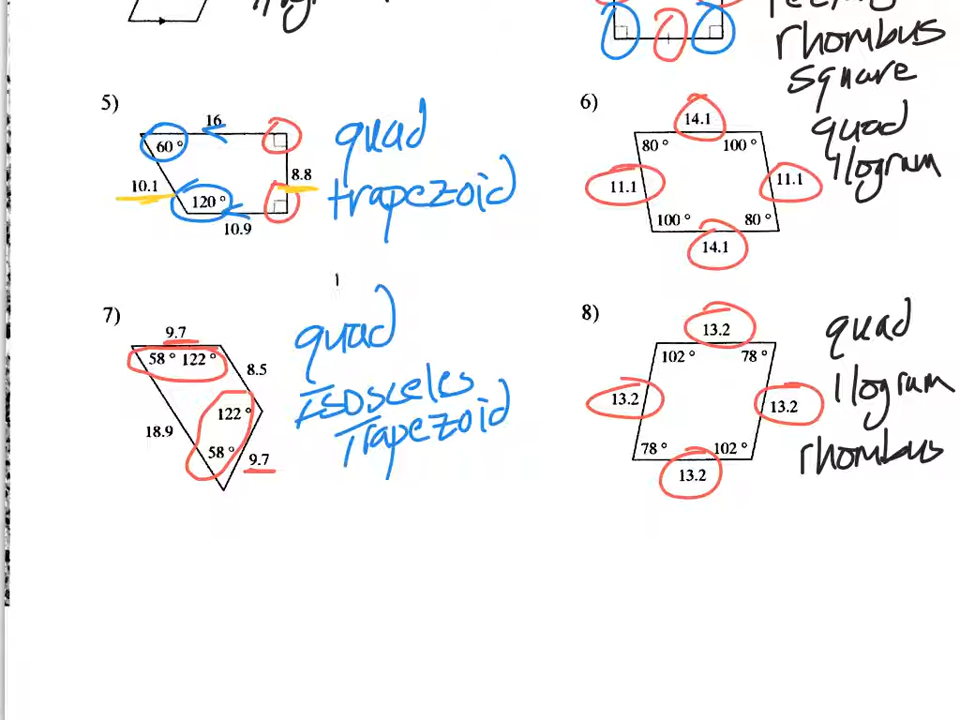 rhombus
square
5)
16
60°
10.1
120°
8.8
10.9
quad
trapezoid
6)
14.1
80°
100°
11.1
11.1
100°
80°
14.1
quad
llogram
7)
9.7
58° 122°
8.5
122°
18.9
58°
9.7
quad
Isosceles
Trapezoid
8)
13.2
102°
78°
13.2
13.2
78°
102°
13.2
quad
llogram
rhombus